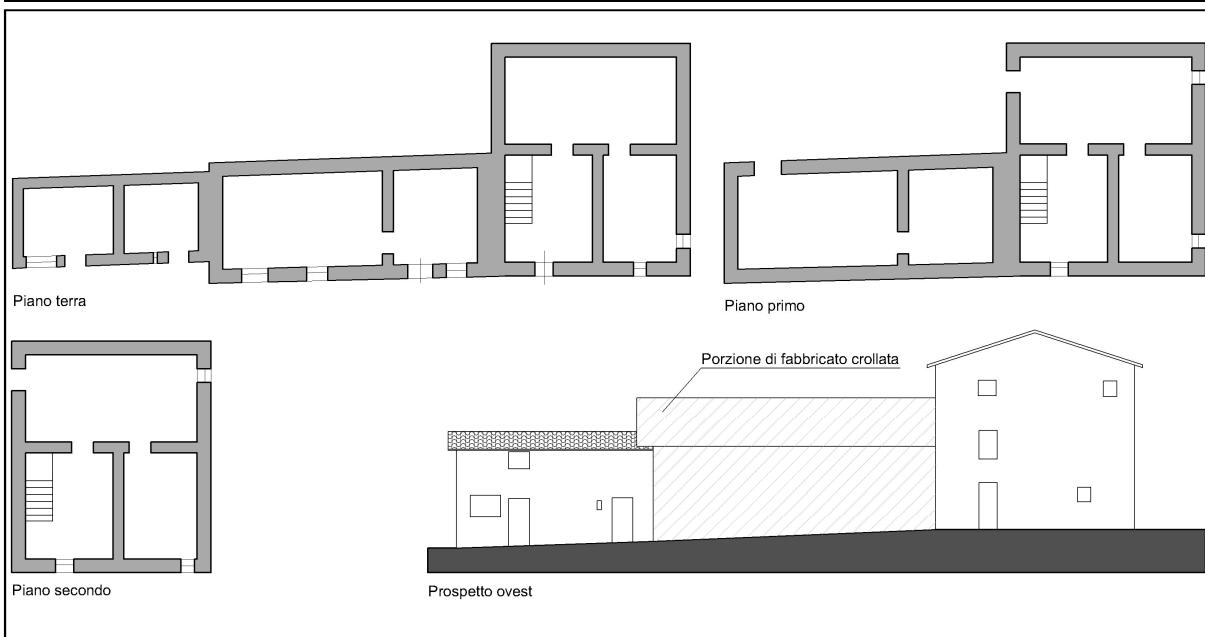 Piano terra
Piano primo
Porzione di fabbricato crollata
Piano secondo
Prospetto ovest